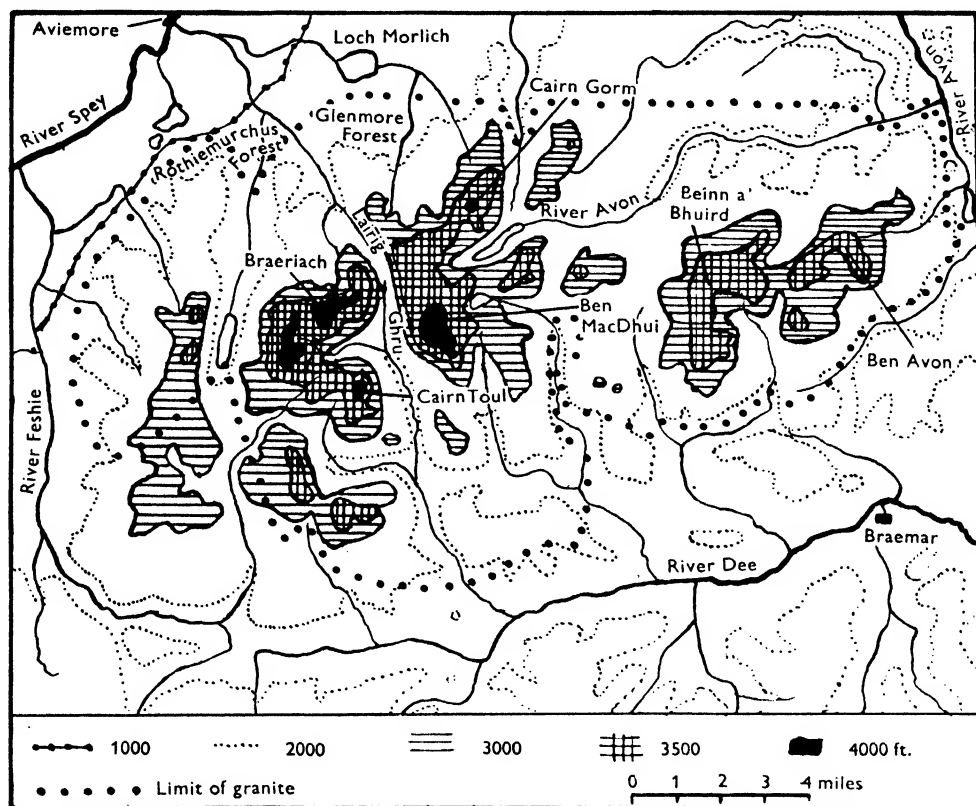 Aviemore
Loch Morlich
River Spey
Cairn Gorm
River Avon
Glenmore
Forest
Rothiemurchus
Forest
Lairig
Ghru
River Avon
Beinn a'
Bhuird
Braeriach
Ben
MacDhui
Ben Avon
Cairn Toul
River Feshie
River Dee
Braemar
1000
2000
3000
3500
4000 ft.
Limit of granite
0 1 2 3 4 miles